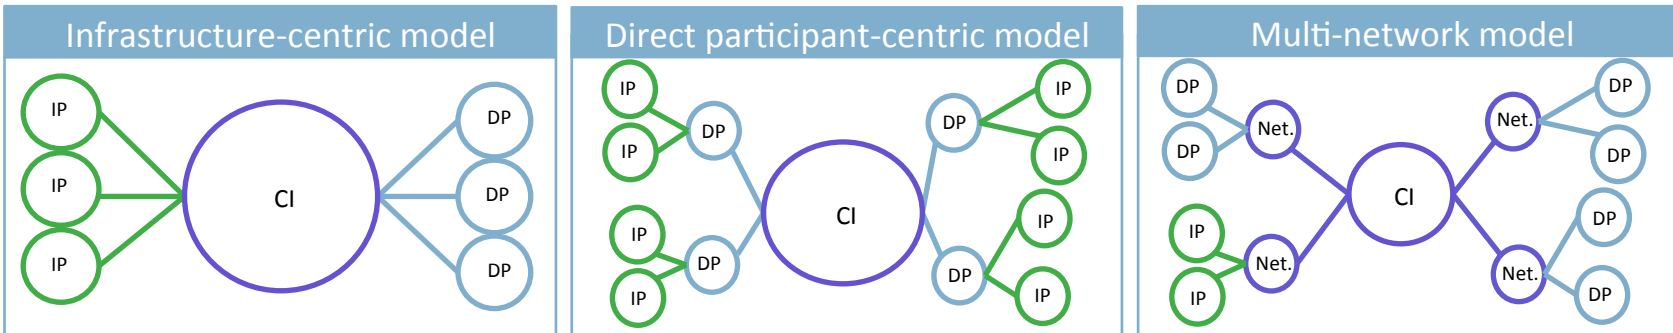 Infrastructure-centric model
IP
IP
IP
CI
DP
DP
DP
Direct participant-centric model
IP
IP
DP
IP
IP
DP
CI
DP
IP
IP
DP
IP
IP
Multi-network model
DP
DP
Net.
IP
IP
Net.
CI
Net.
DP
DP
Net.
DP
DP